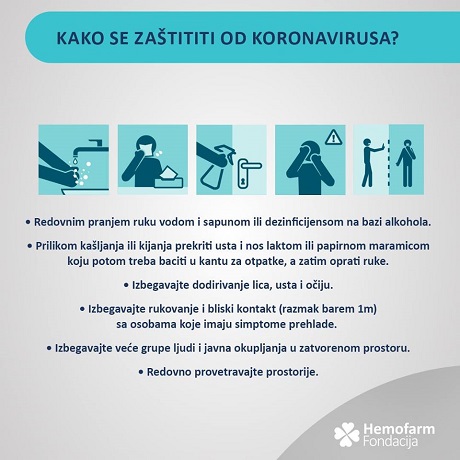 KAKO SE ZAŠTITITI OD KORONAVIRUSA?
• Redovnim pranjem ruku vodom i sapunom ili dezinficijensom na bazi alkohola.
• Prilikom kašljanja ili kijanja prekriti usta i nos laktom ili papirnom maramicom
koju potom treba baciti u kantu za otpatke, a zatim oprati ruke.
• Izbegavajte dodirivanje lica, usta i očiju.
• Izbegavajte rukovanje i bliski kontakt (razmak barem 1m)
sa osobama koje imaju simptome prehlade.
• Izbegavajte veće grupe ljudi i javna okupljanja u zatvorenom prostoru.
• Redovno provetravajte prostorije.
Hemofarm
Fondacija